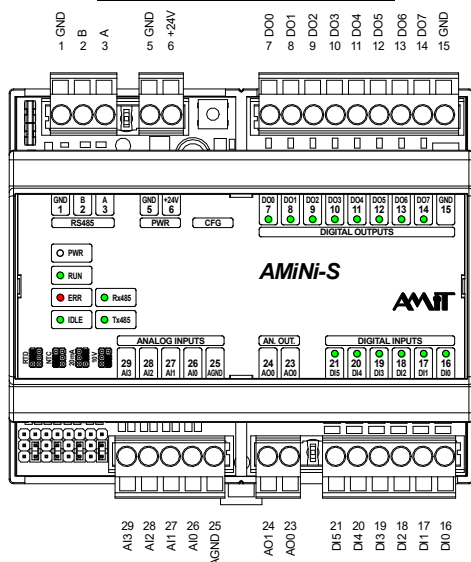 GND B A GND +24V DO0 DO1 DO2 DO3 DO4 DO5 DO6 DO7 GND
1 2 3 5 6 7 8 9 10 11 12 13 14 15
GND B A GND +24V DO0 DO1 DO2 DO3 DO4 DO5 DO6 DO7 GND
1 2 3 5 6 7 8 9 10 11 12 13 14 15
RS485 PWR CFG DIGITAL OUTPUTS
PWR
RUN
ERR Rx485
IDLE Tx485
AMiNi-S
AMiT
ANALOG INPUTS AN. OUT. DIGITAL INPUTS
RTD NTC 20mA 10V
29 28 27 26 25 24 23 21 20 19 18 17 16
AI3 AI2 AI1 AI0 AGND AO0 AO0 DI5 DI4 DI3 DI2 DI1 DI0
AI3 29
AI2 28
AI1 27
AI0 26
AGND 25
AO1 24
AO0 23
DI5 21
DI4 20
DI3 19
DI2 18
DI1 17
DI0 16